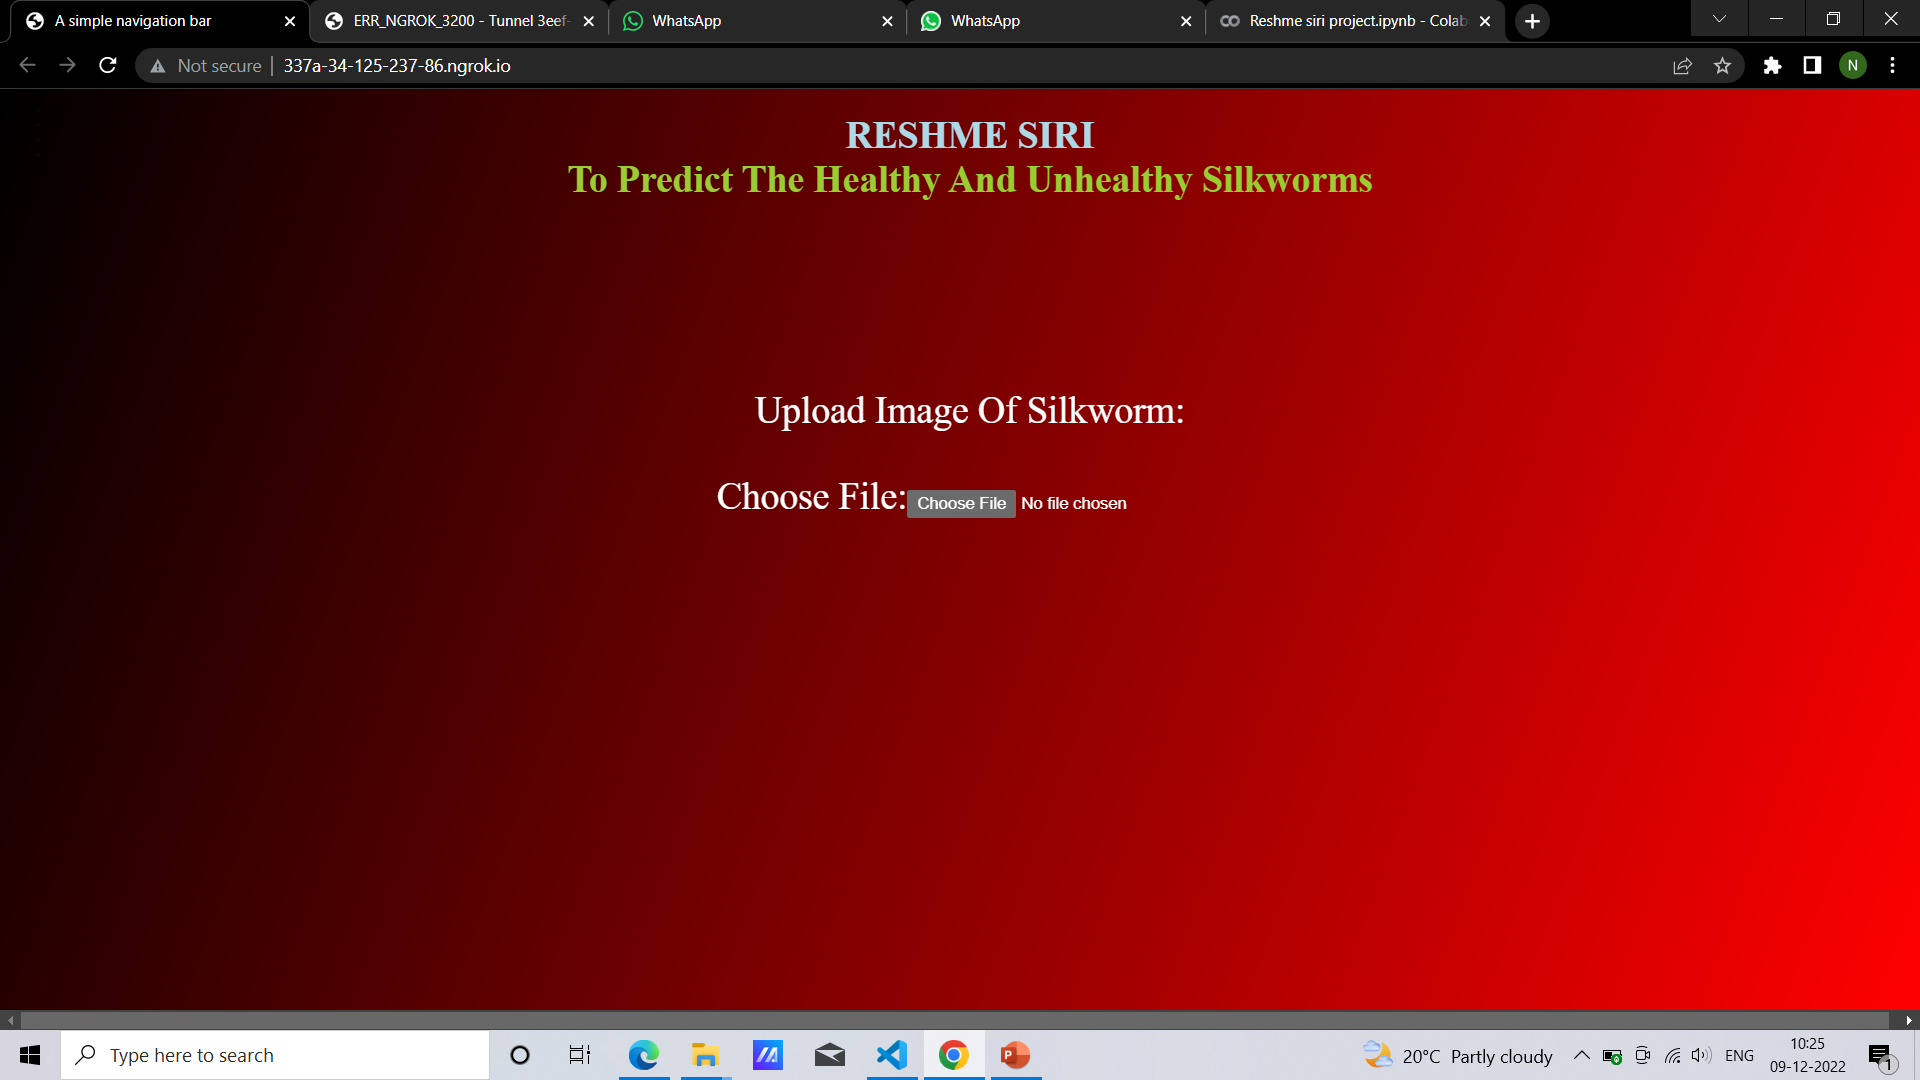 A simple navigation bar
ERR_NGROK_3200 - Tunnel 3eef-
WhatsApp
WhatsApp
Reshme siri project.ipynb - Colab
Not secure
337a-34-125-237-86.ngrok.io
N
RESHME SIRI
To Predict The Healthy And Unhealthy Silkworms
Upload Image Of Silkworm:
Choose File: Choose File No file chosen
Type here to search
20°C Partly cloudy
ENG
10:25
09-12-2022
1